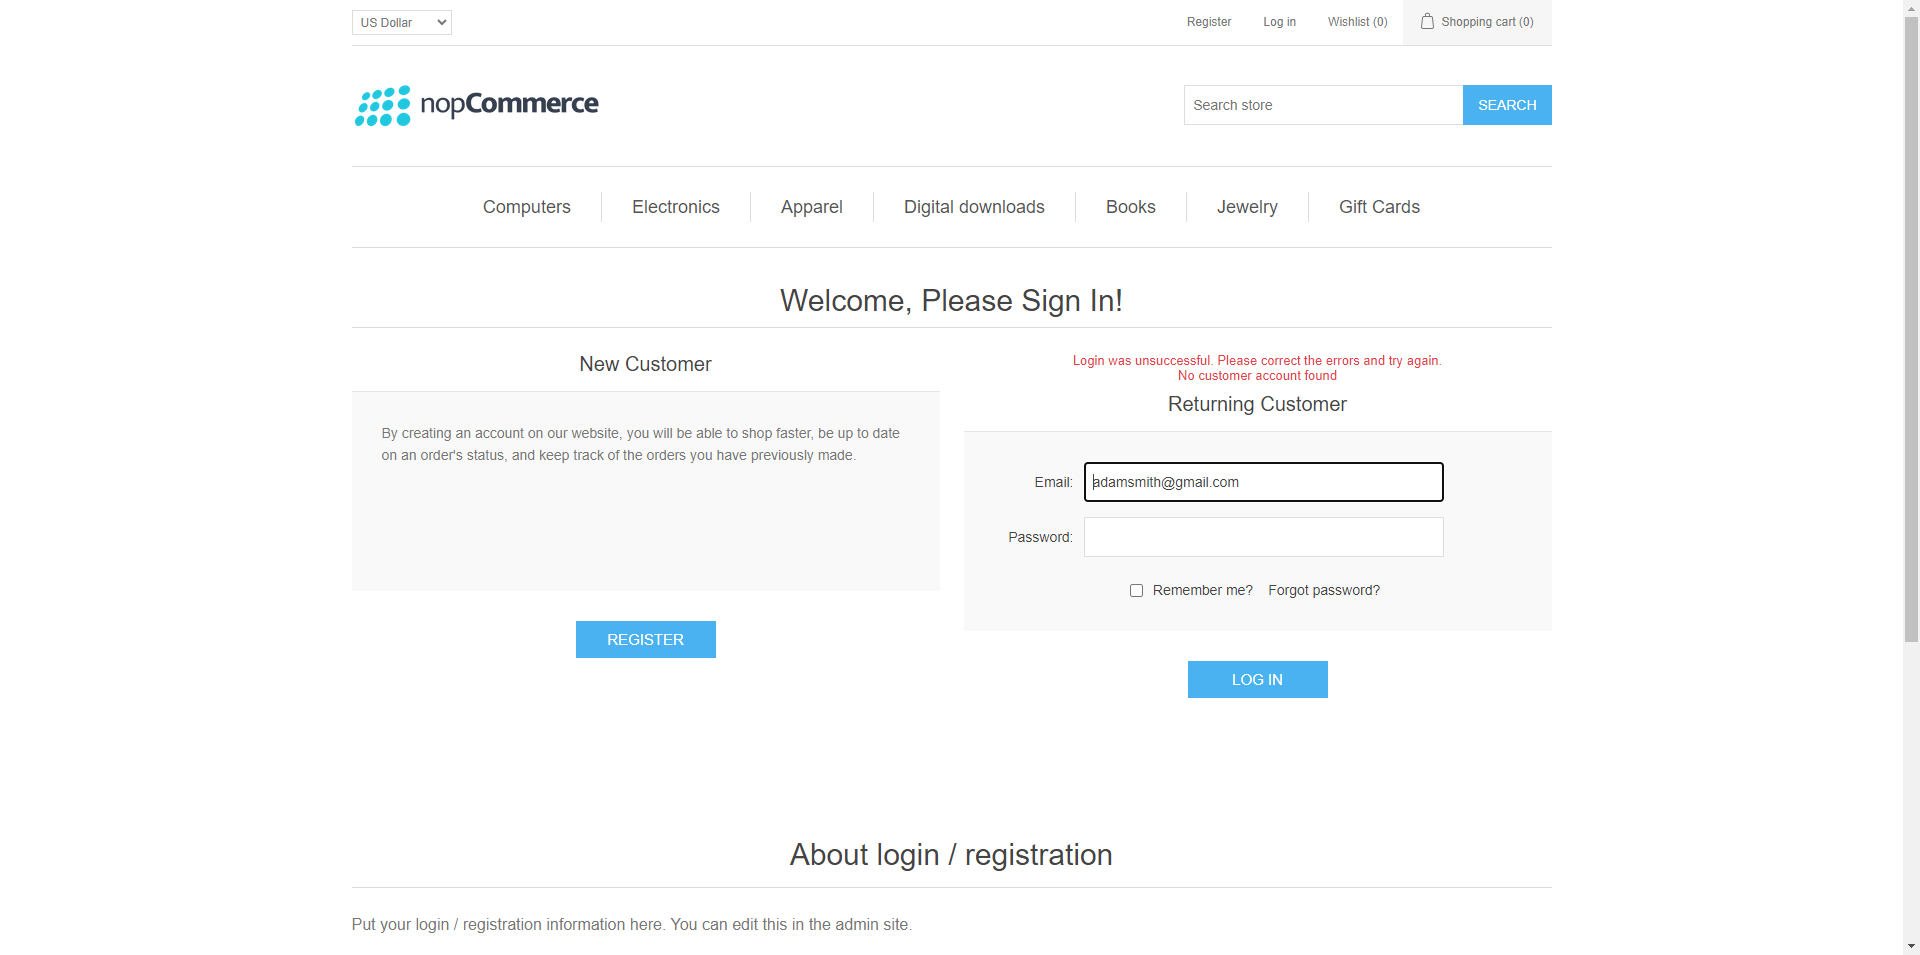 US Dollar
Register
Log in
Wishlist (0)
Shopping cart (0)
nopCommerce
Search store
SEARCH
Computers
Electronics
Apparel
Digital downloads
Books
Jewelry
Gift Cards
Welcome, Please Sign In!
New Customer
By creating an account on our website, you will be able to shop faster, be up to date
on an order's status, and keep track of the orders you have previously made.
REGISTER
Login was unsuccessful. Please correct the errors and try again.
No customer account found
Returning Customer
Email:
adamsmith@gmail.com
Password:
Remember me?
Forgot password?
LOG IN
About login / registration
Put your login / registration information here. You can edit this in the admin site.